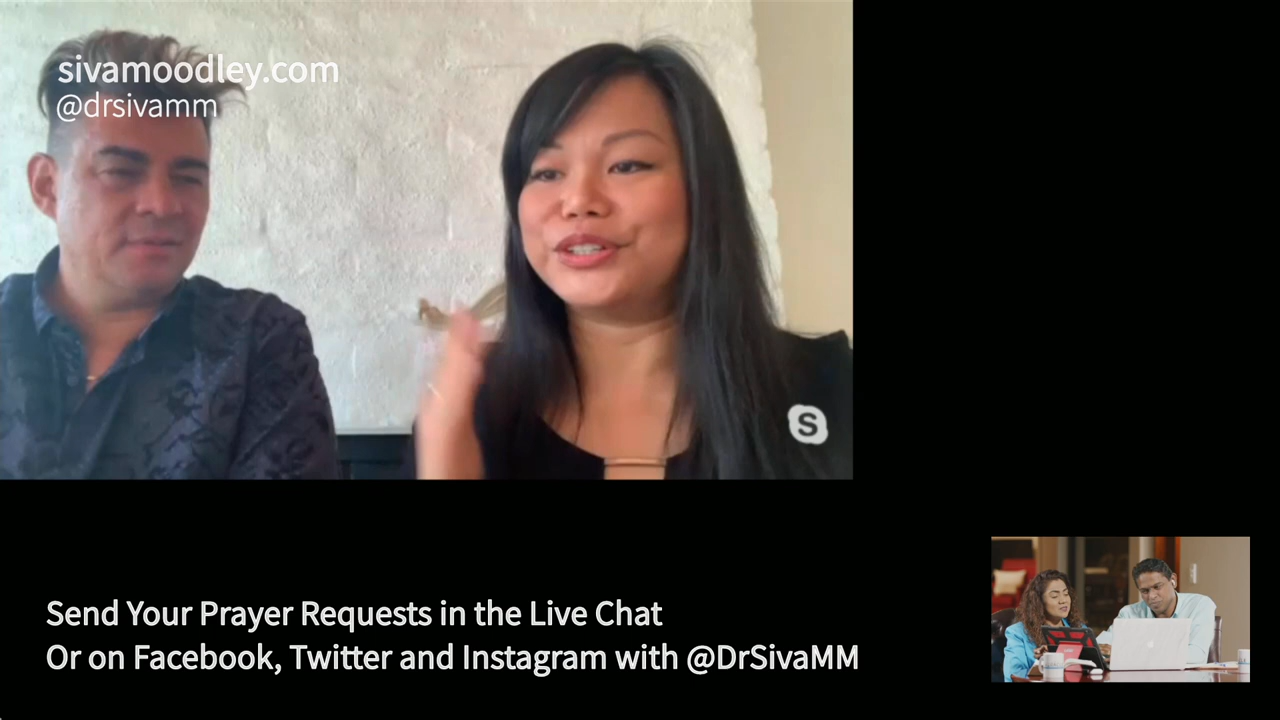 sivamoodley.com
@drsivamm
S
Send Your Prayer Requests in the Live Chat
Or on Facebook, Twitter and Instagram with @DrSivaMM